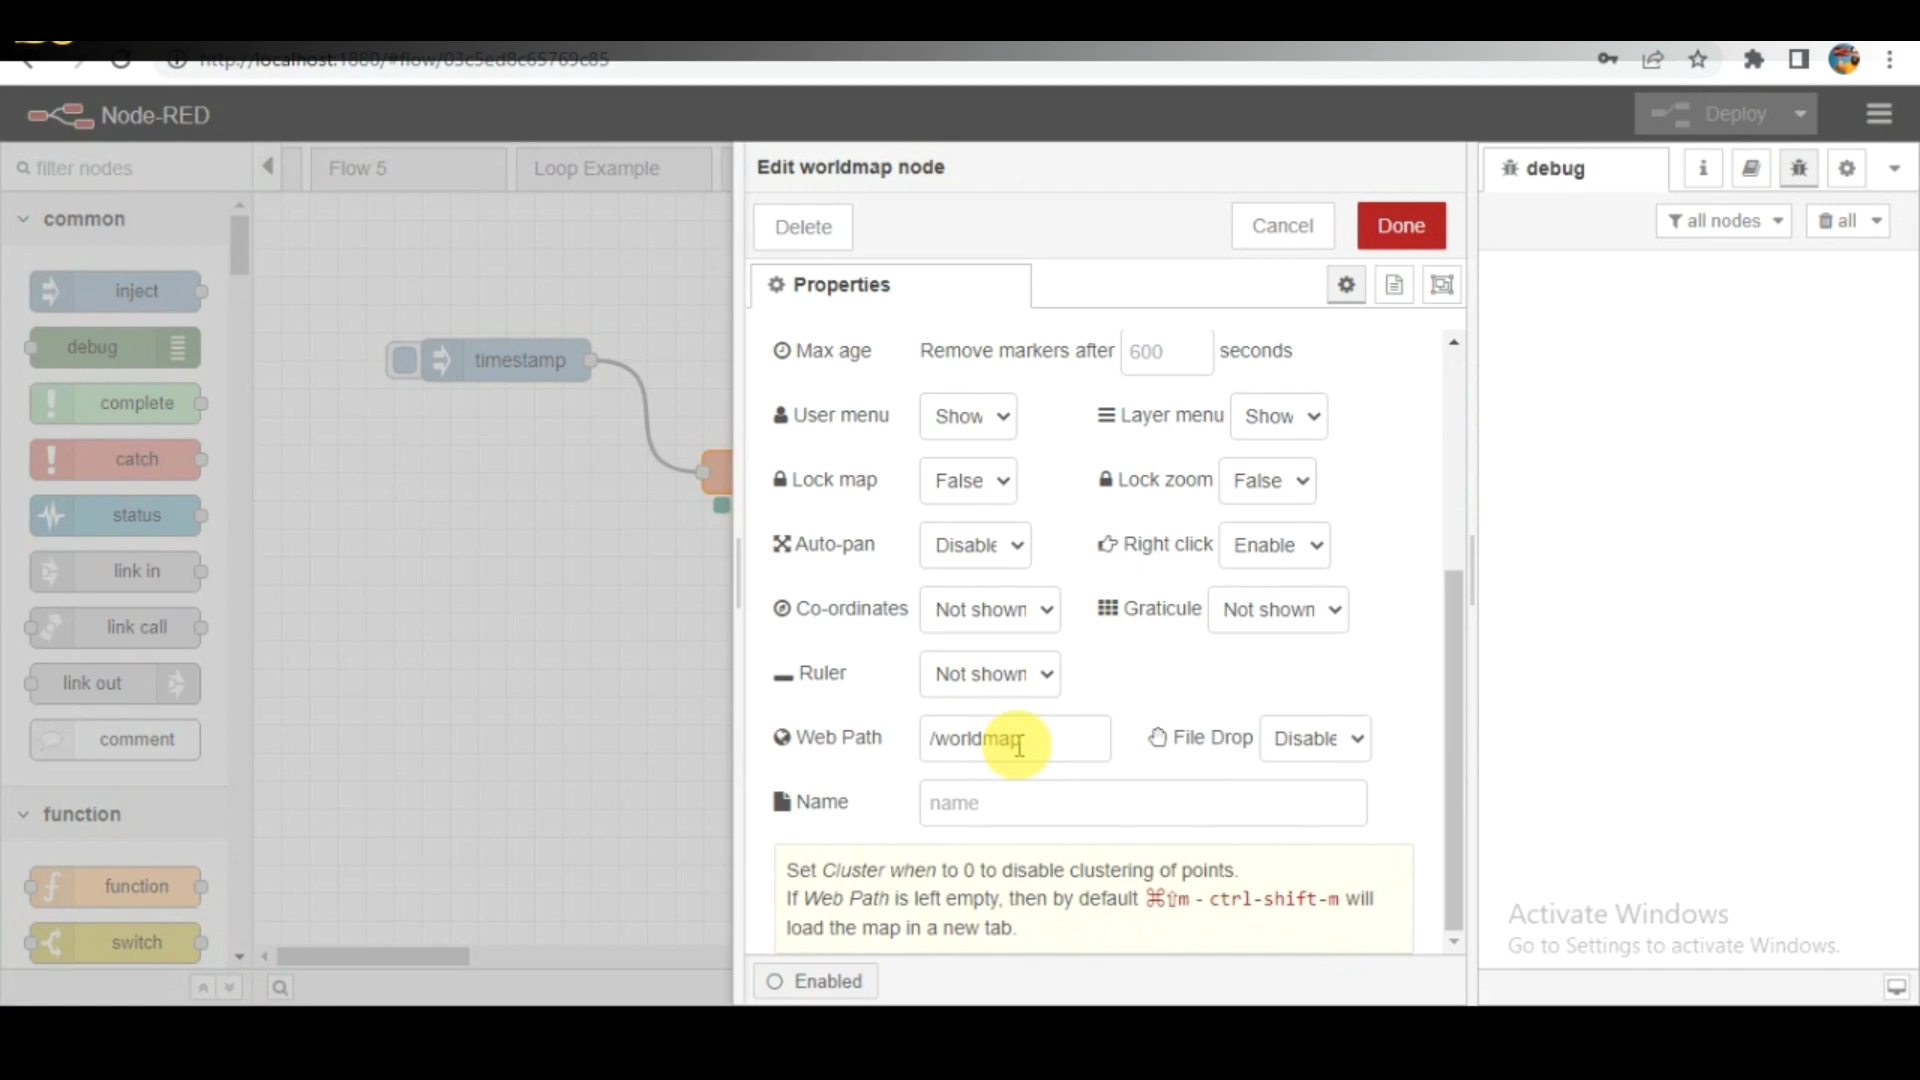 http://localhost:1880/#flow/03c5ed8c65769c85
Node-RED
Deploy
filter nodes
Flow 5
Loop Example
Edit worldmap node
debug
common
Delete
Cancel
Done
all nodes
all
inject
debug
complete
catch
status
link in
link call
link out
comment
function
function
switch
timestamp
Properties
Max age Remove markers after 600 seconds
User menu Show Layer menu Show
Lock map False Lock zoom False
Auto-pan Disable Right click Enable
Co-ordinates Not shown Graticule Not shown
Ruler Not shown
Web Path /worldmap File Drop Disable
Name name
Set Cluster when to 0 to disable clustering of points.
If Web Path is left empty, then by default ⌘⇧m - ctrl-shift-m will
load the map in a new tab.
Enabled
Activate Windows
Go to Settings to activate Windows.